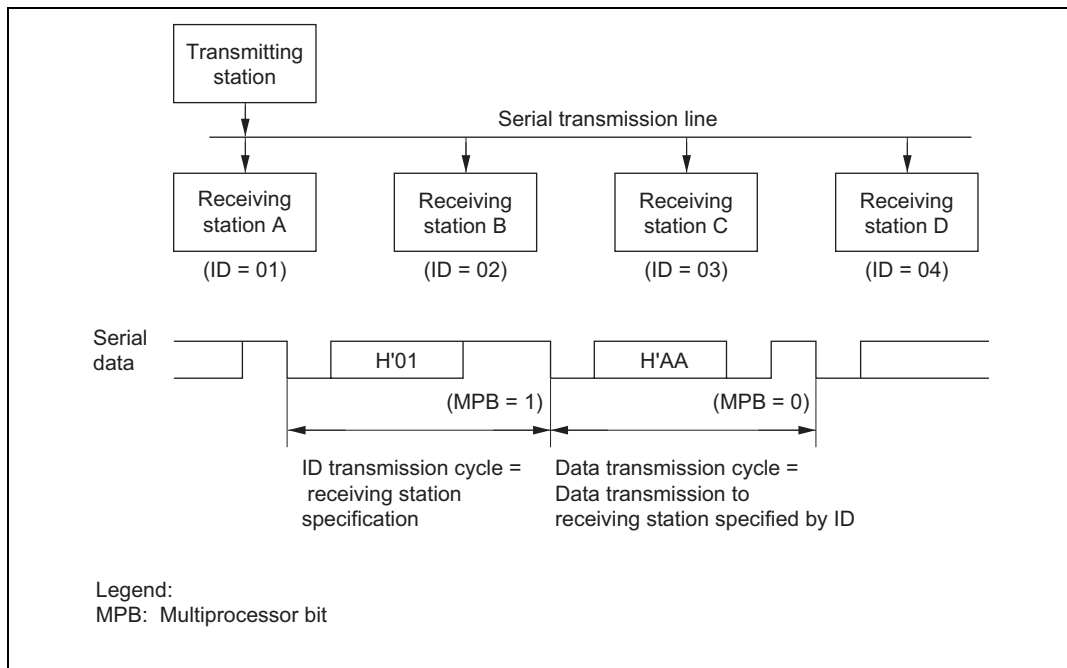 Transmitting
station
Serial transmission line
Receiving
station A
Receiving
station B
Receiving
station C
Receiving
station D
(ID = 01)
(ID = 02)
(ID = 03)
(ID = 04)
Serial
data
H'01
H'AA
(MPB = 1)
(MPB = 0)
ID transmission cycle =
receiving station
specification
Data transmission cycle =
Data transmission to
receiving station specified by ID
Legend:
MPB: Multiprocessor bit